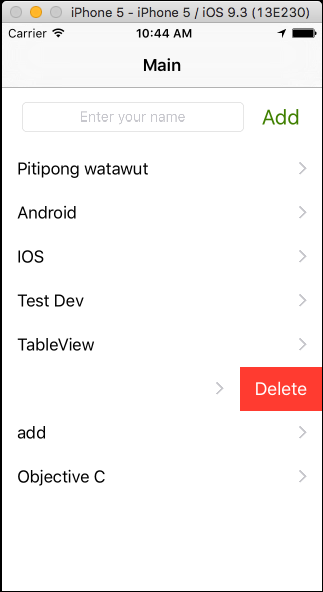 iPhone 5 - iPhone 5 / iOS 9.3 (13E230)
Carrier 10:44 AM
Main
Enter your name Add
Pitipong watawut
Android
IOS
Test Dev
TableView
Delete
add
Objective C